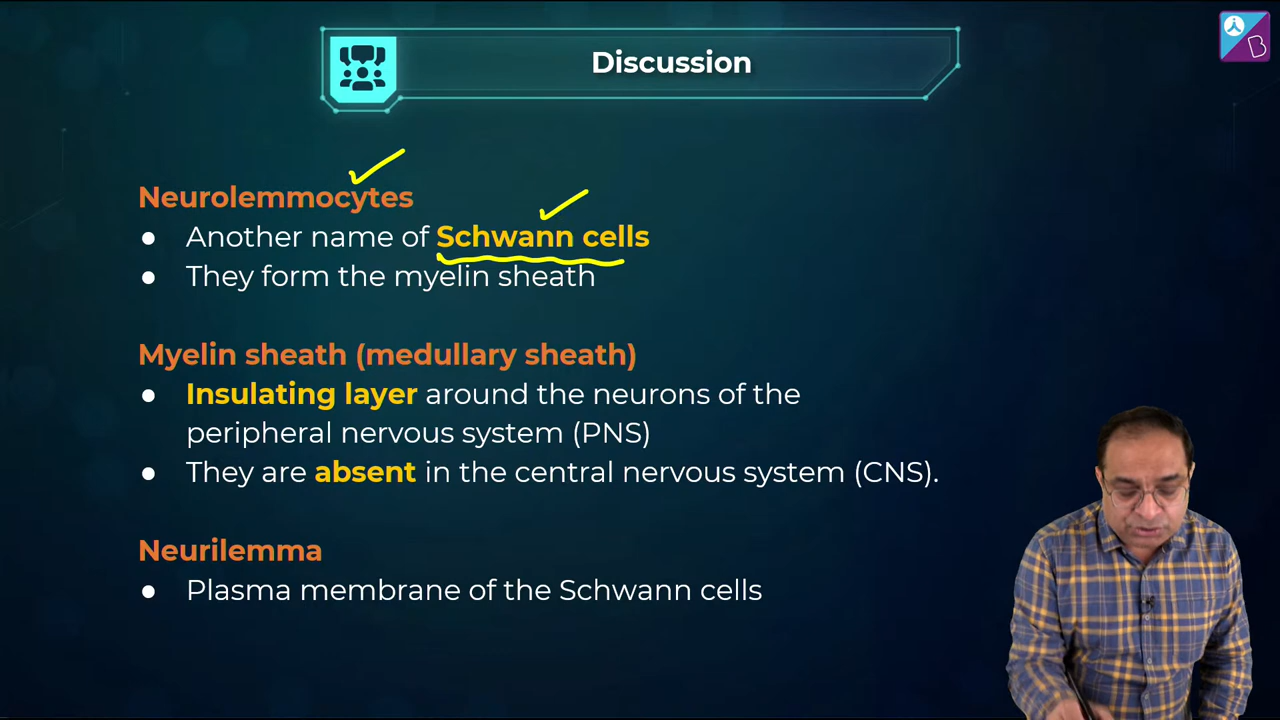 Discussion
Neurolemmocytes
● Another name of Schwann cells
● They form the myelin sheath
Myelin sheath (medullary sheath)
● Insulating layer around the neurons of the
peripheral nervous system (PNS)
● They are absent in the central nervous system (CNS).
Neurilemma
● Plasma membrane of the Schwann cells
B